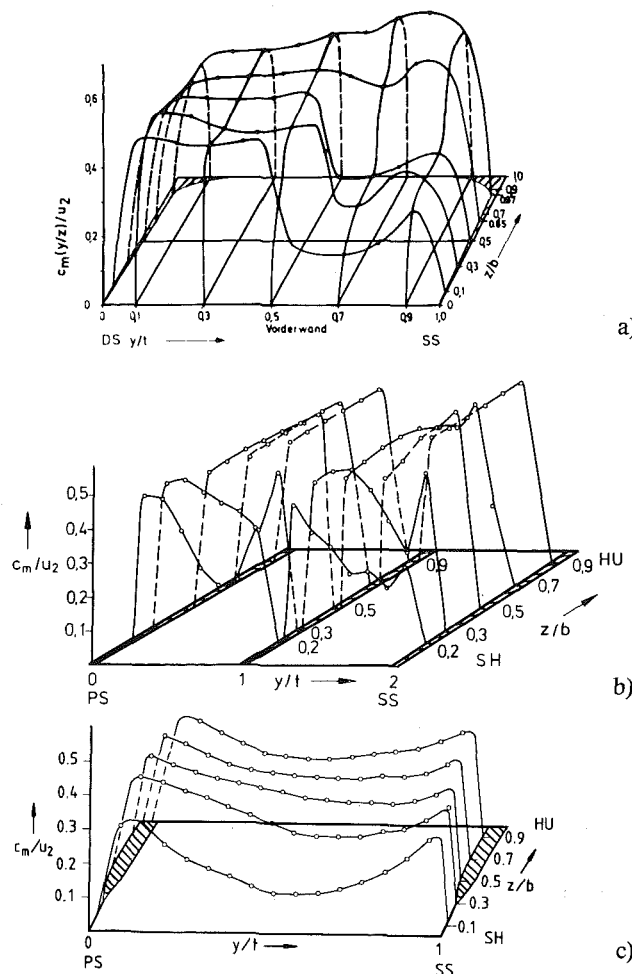 0,6
0,4
0,2
0
c_m(y/z)/u_2
0 0,1 0,3 0,5 0,7 0,9 1,0
Vorderwand
DS y/t
SS
1,0
0,9
0,7
0,65
0,5
0,3
0,1
0
z/b
a)
0,5
0,4
0,3
0,2
0,1
c_m/u_2
0,9
0,5
0,3
0,2
0,9
0,7
0,5
0,3
0,2
HU
z/b
SH
0 1 y/t 2
PS SS
b)
0.5
0.4
0.3
0.2
0.1
c_m/u_2
HU
0.9
0.7
0.5
0.3
0.1
z/b
SH
0 y/t 1
PS SS
c)